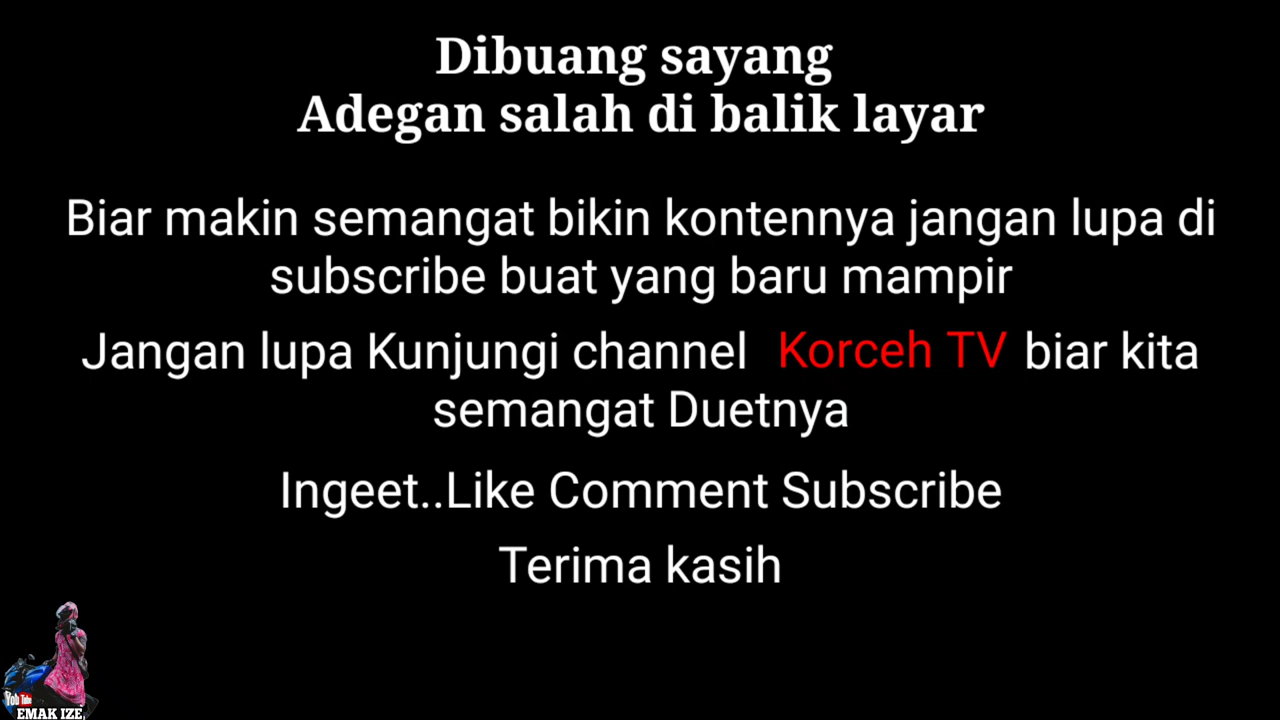 Dibuang sayang
Adegan salah di balik layar
Biar makin semangat bikin kontennya jangan lupa di
subscribe buat yang baru mampir
Jangan lupa Kunjungi channel Korceh TV biar kita
semangat Duetnya
Ingeet..Like Comment Subscribe
Terima kasih
You Tube
EMAK IZE